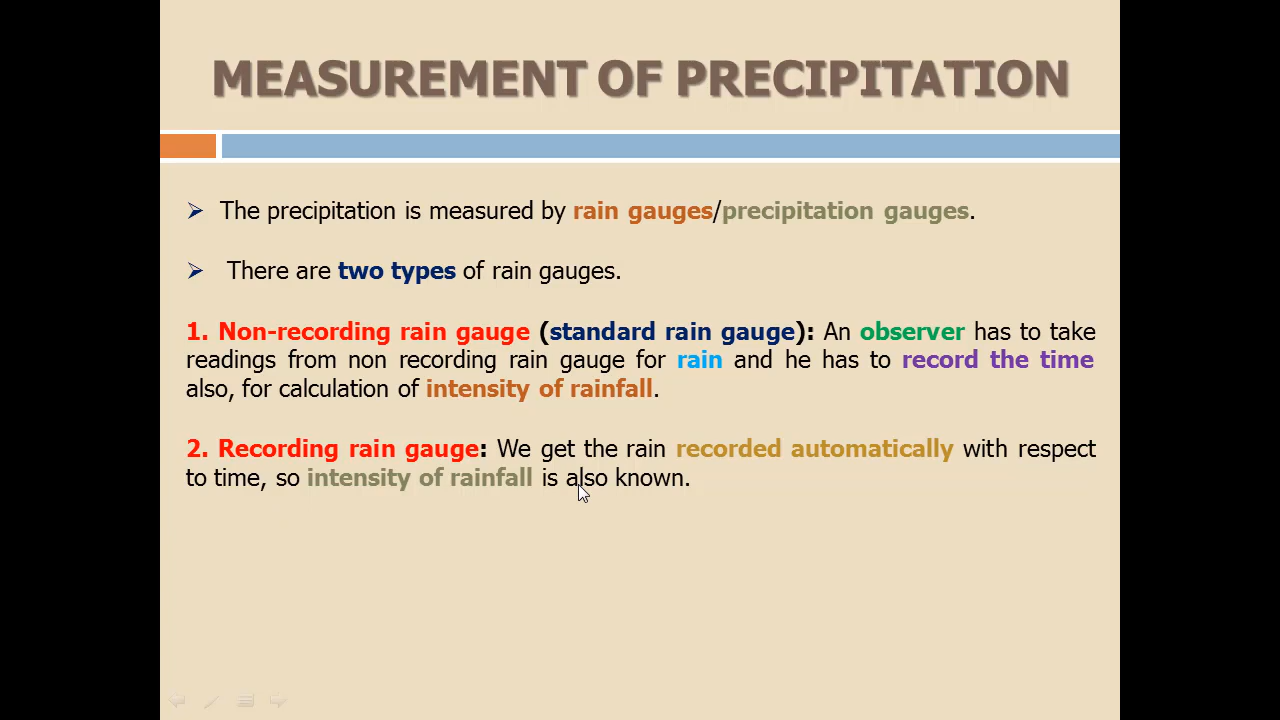 MEASUREMENT OF PRECIPITATION
The precipitation is measured by rain gauges/precipitation gauges.
There are two types of rain gauges.
1. Non-recording rain gauge (standard rain gauge): An observer has to take
readings from non recording rain gauge for rain and he has to record the time
also, for calculation of intensity of rainfall.
2. Recording rain gauge: We get the rain recorded automatically with respect
to time, so intensity of rainfall is also known.